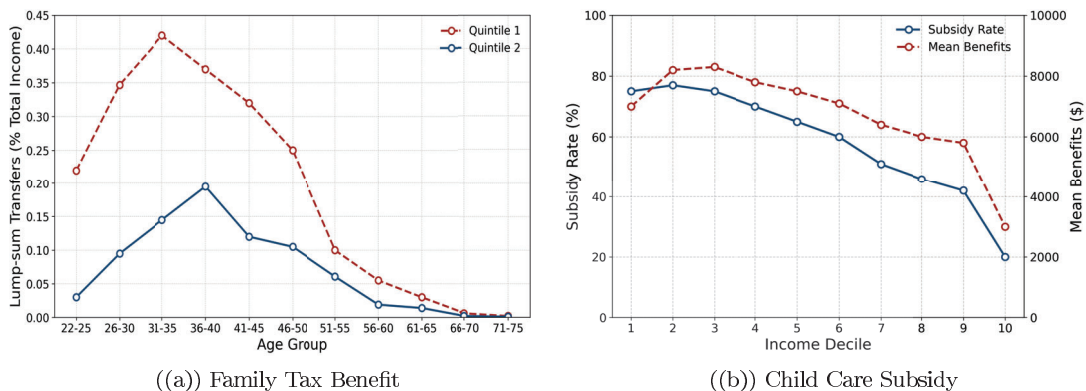 Lump-sum Transfers (% Total Income)
0.45
0.40
0.35
0.30
0.25
0.20
0.15
0.10
0.05
0.00
22-25 26-30 31-35 36-40 41-45 46-50 51-55 56-60 61-65 66-70 71-75
Age Group
Quintile 1
Quintile 2
((a)) Family Tax Benefit
Subsidy Rate (%)
100
80
60
40
20
0
1 2 3 4 5 6 7 8 9 10
Income Decile
Subsidy Rate
Mean Benefits
10000
8000
6000
4000
2000
0
Mean Benefits ($)
((b)) Child Care Subsidy